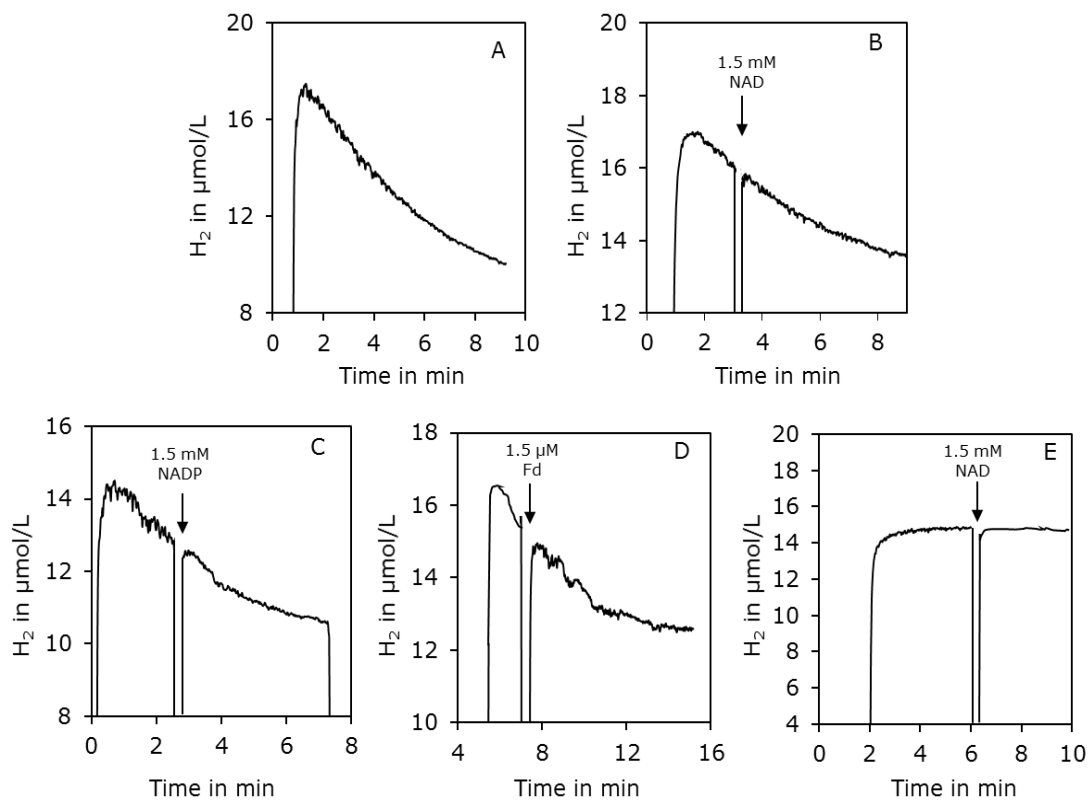 A
20
16
12
8
H₂ in µmol/L
0 2 4 6 8 10
Time in min
B
1.5 mM
NAD
20
18
16
14
12
H₂ in µmol/L
0 2 4 6 8
Time in min
C
1.5 mM
NADP
16
14
12
10
8
H₂ in µmol/L
0 2 4 6 8
Time in min
D
1.5 µM
Fd
18
16
14
12
10
H₂ in µmol/L
4 8 12 16
Time in min
E
1.5 mM
NAD
20
18
16
14
12
10
8
6
4
H₂ in µmol/L
0 2 4 6 8 10
Time in min